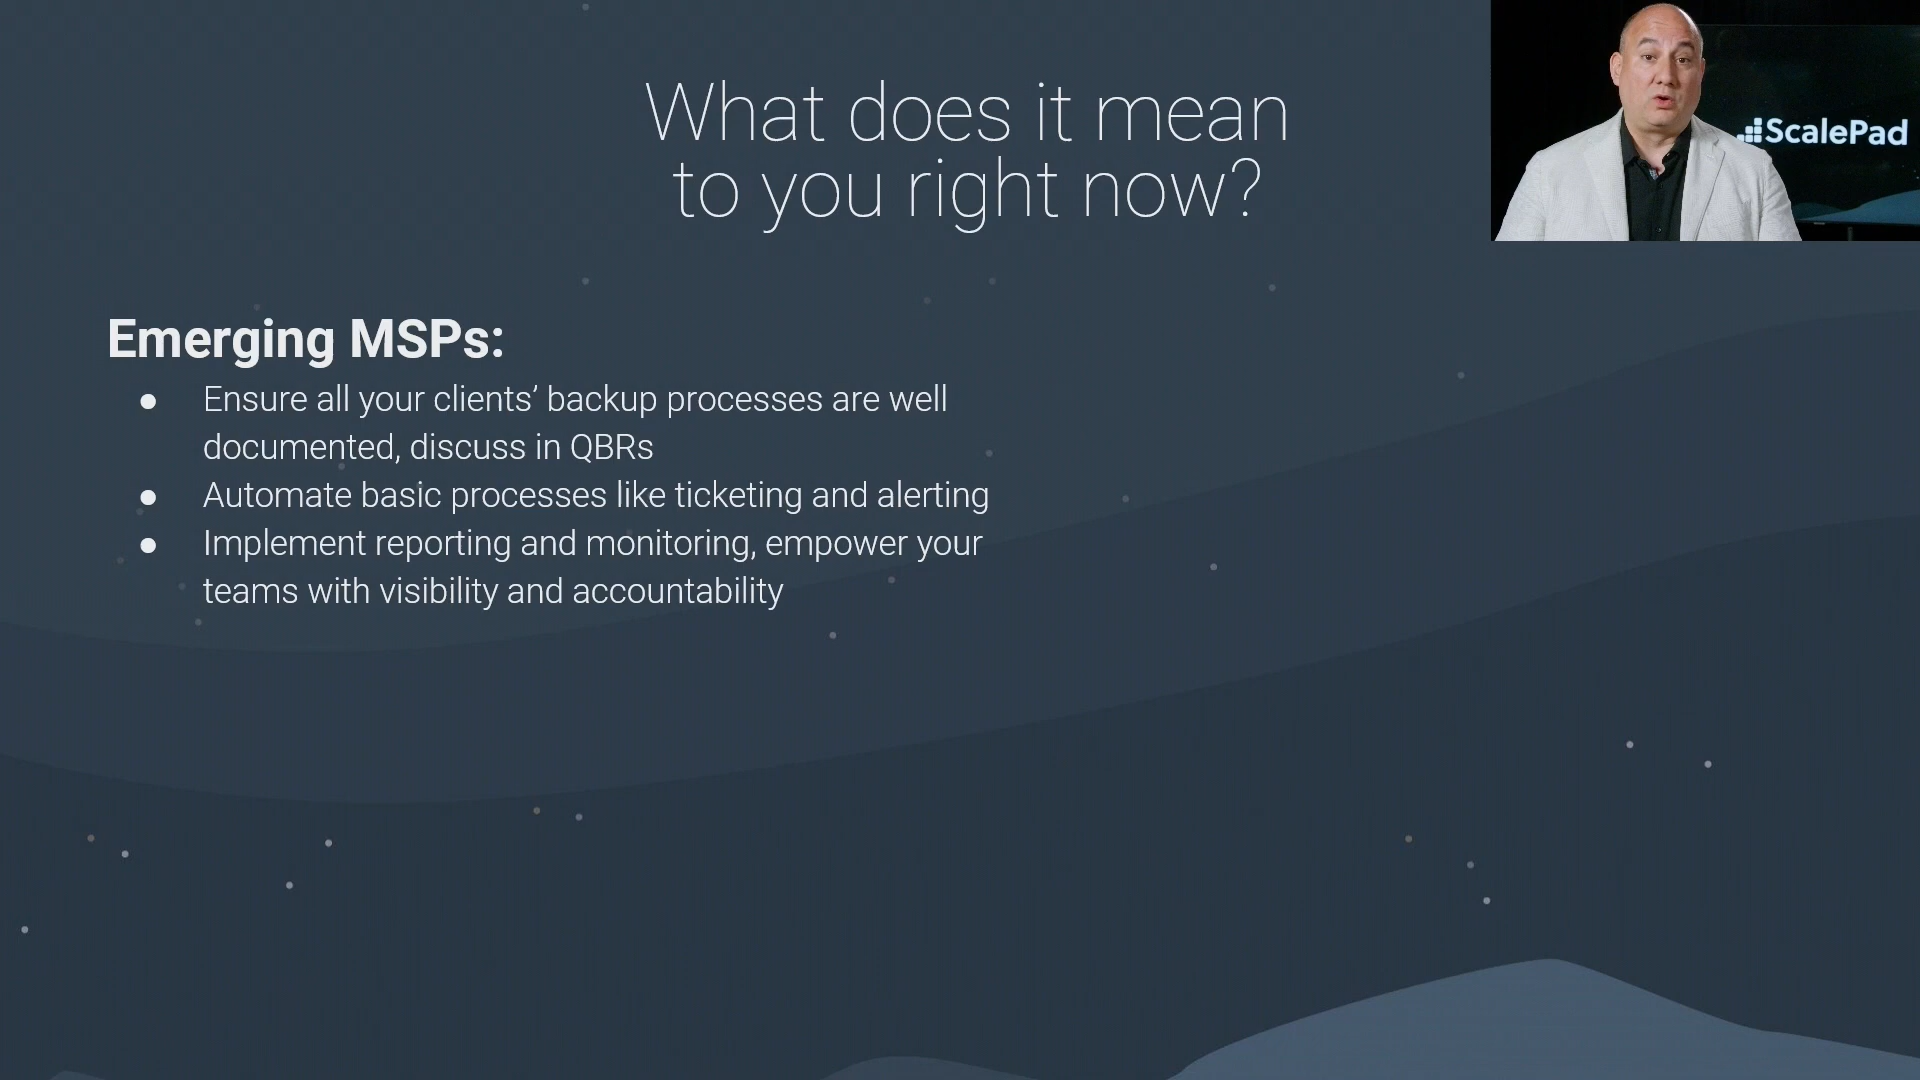 What does it mean
to you right now?
ScalePad
Emerging MSPs:
● Ensure all your clients’ backup processes are well
documented, discuss in QBRs
● Automate basic processes like ticketing and alerting
● Implement reporting and monitoring, empower your
teams with visibility and accountability